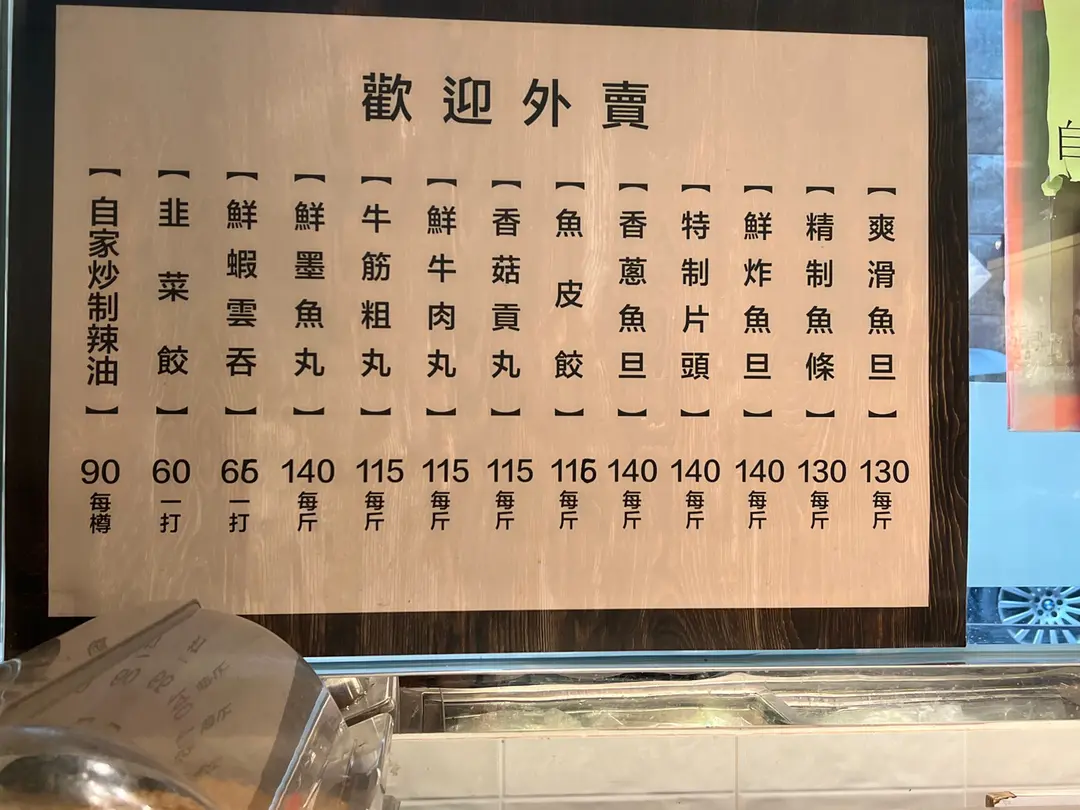 歡迎外賣
【爽滑魚旦】
130
每斤
【精制魚條】
130
每斤
【鮮炸魚旦】
140
每斤
【特制片頭】
140
每斤
【香蔥魚旦】
140
每斤
【魚皮餃】
115
每斤
【香菇貢丸】
115
每斤
【鮮牛肉丸】
115
每斤
【牛筋粗丸】
115
每斤
【鮮墨魚丸】
140
每斤
【鮮蝦雲吞】
65
一打
【韭菜餃】
60
一打
【自家炒制辣油】
90
每樽
自